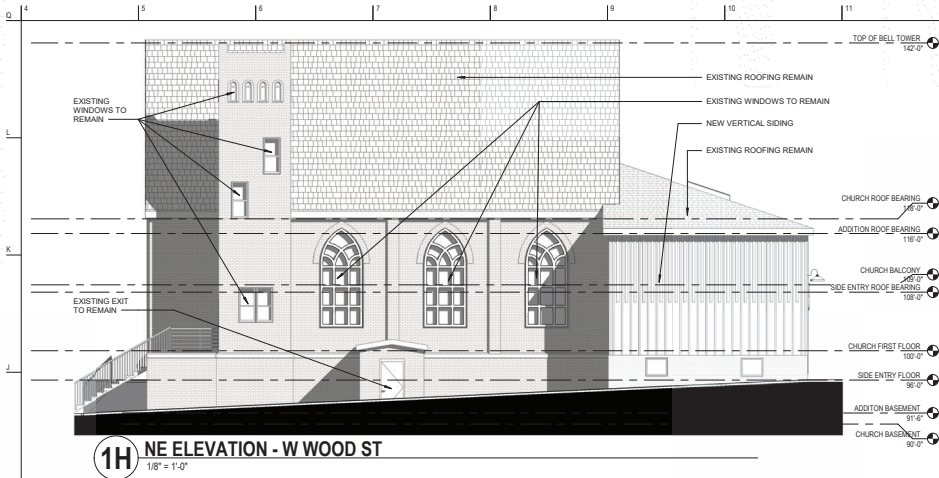 4 5 6 7 8 9 10 11
Q
TOP OF BELL TOWER
142'-0"
EXISTING ROOFING REMAIN
EXISTING
WINDOWS TO
REMAIN
EXISTING WINDOWS TO REMAIN
NEW VERTICAL SIDING
L
EXISTING ROOFING REMAIN
CHURCH ROOF BEARING
118'-0"
ADDITION ROOF BEARING
116'-0"
K
CHURCH BALCONY
109'-0"
SIDE ENTRY ROOF BEARING
108'-0"
EXISTING EXIT
TO REMAIN
CHURCH FIRST FLOOR
100'-0"
J
SIDE ENTRY FLOOR
96'-0"
ADDITON BASEMENT
91'-6"
CHURCH BASEMENT
90'-0"
1H NE ELEVATION - W WOOD ST
1/8" = 1'-0"